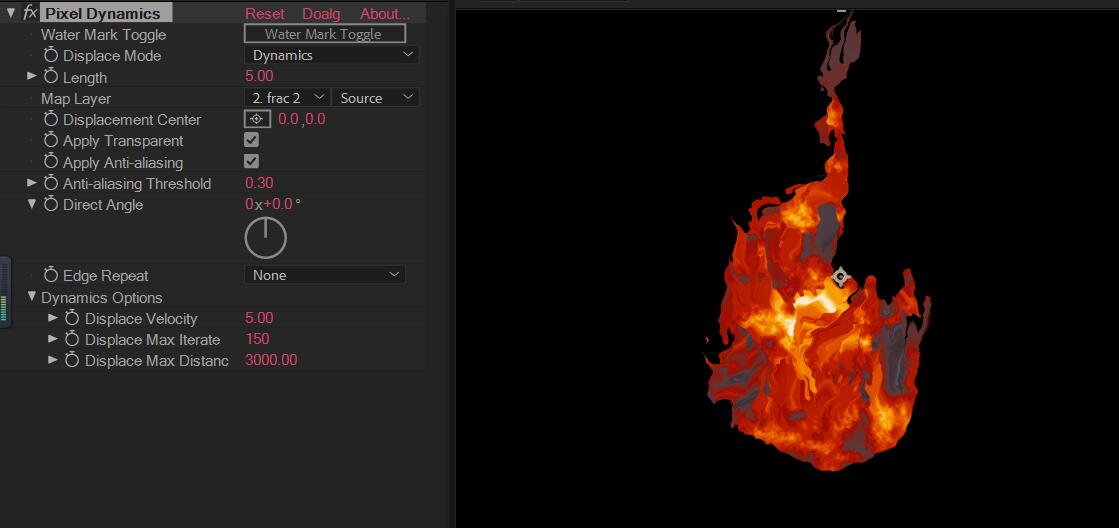 fx Pixel Dynamics Reset Doalg About...
Water Mark Toggle Water Mark Toggle
Displace Mode Dynamics
Length 5.00
Map Layer 2. frac 2 Source
Displacement Center 0.0,0.0
Apply Transparent
Apply Anti-aliasing
Anti-aliasing Threshold 0.30
Direct Angle 0x+0.0°
Edge Repeat None
Dynamics Options
Displace Velocity 5.00
Displace Max Iterate 150
Displace Max Distanc 3000.00